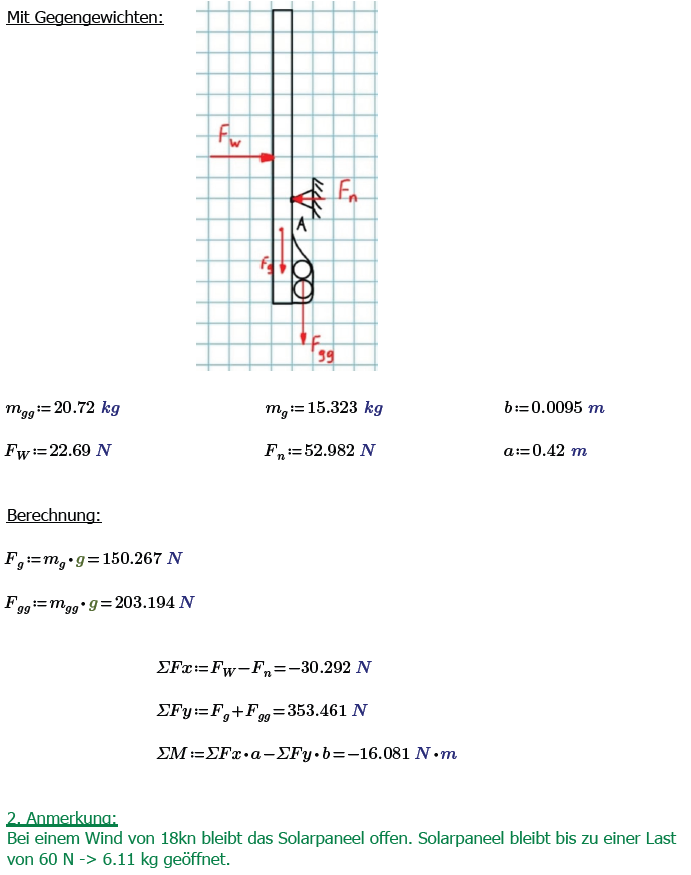 Mit Gegengewichten:
F_w
F_n
A
F_g
F_gg
m_gg := 20.72 kg m_g := 15.323 kg b := 0.0095 m
F_W := 22.69 N F_n := 52.982 N a := 0.42 m
Berechnung:
F_g := m_g · g = 150.267 N
F_gg := m_gg · g = 203.194 N
ΣFx := F_W − F_n = −30.292 N
ΣFy := F_g + F_gg = 353.461 N
ΣM := ΣFx · a − ΣFy · b = −16.081 N · m
2. Anmerkung:
Bei einem Wind von 18kn bleibt das Solarpaneel offen. Solarpaneel bleibt bis zu einer Last
von 60 N -> 6.11 kg geöffnet.